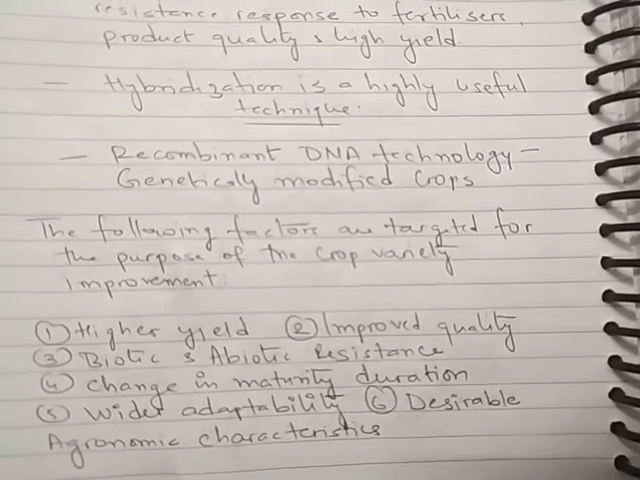 resistance, response to fertilisers,
product quality & high yield
– Hybridization is a highly useful
technique.
– Recombinant DNA technology –
Geneticaly modified Crops
The following factors are targeted for
the purpose of the crop variety
improvement.
① Higher yield ② Improved quality
③ Biotic & Abiotic Resistance
④ change in maturity duration
⑤ Wider adaptability ⑥ Desirable
Agronomic characteristics